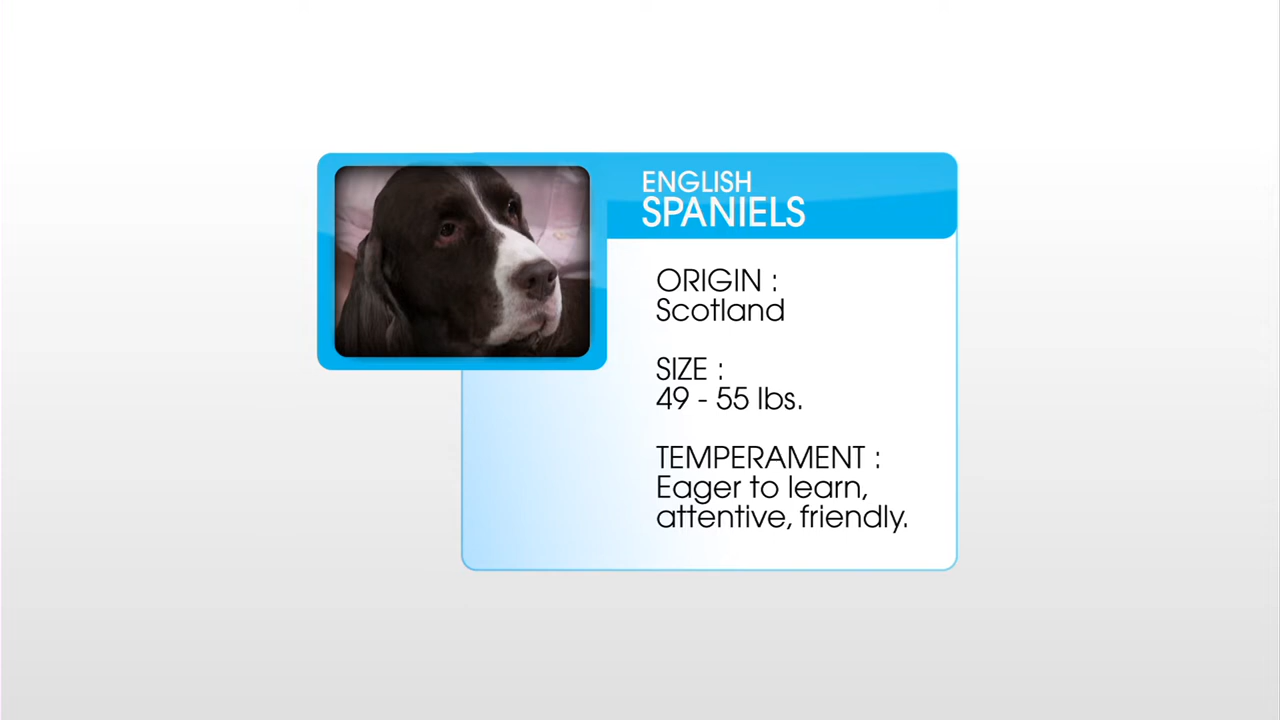 ENGLISH
SPANIELS
ORIGIN :
Scotland
SIZE :
49 - 55 lbs.
TEMPERAMENT :
Eager to learn,
attentive, friendly.